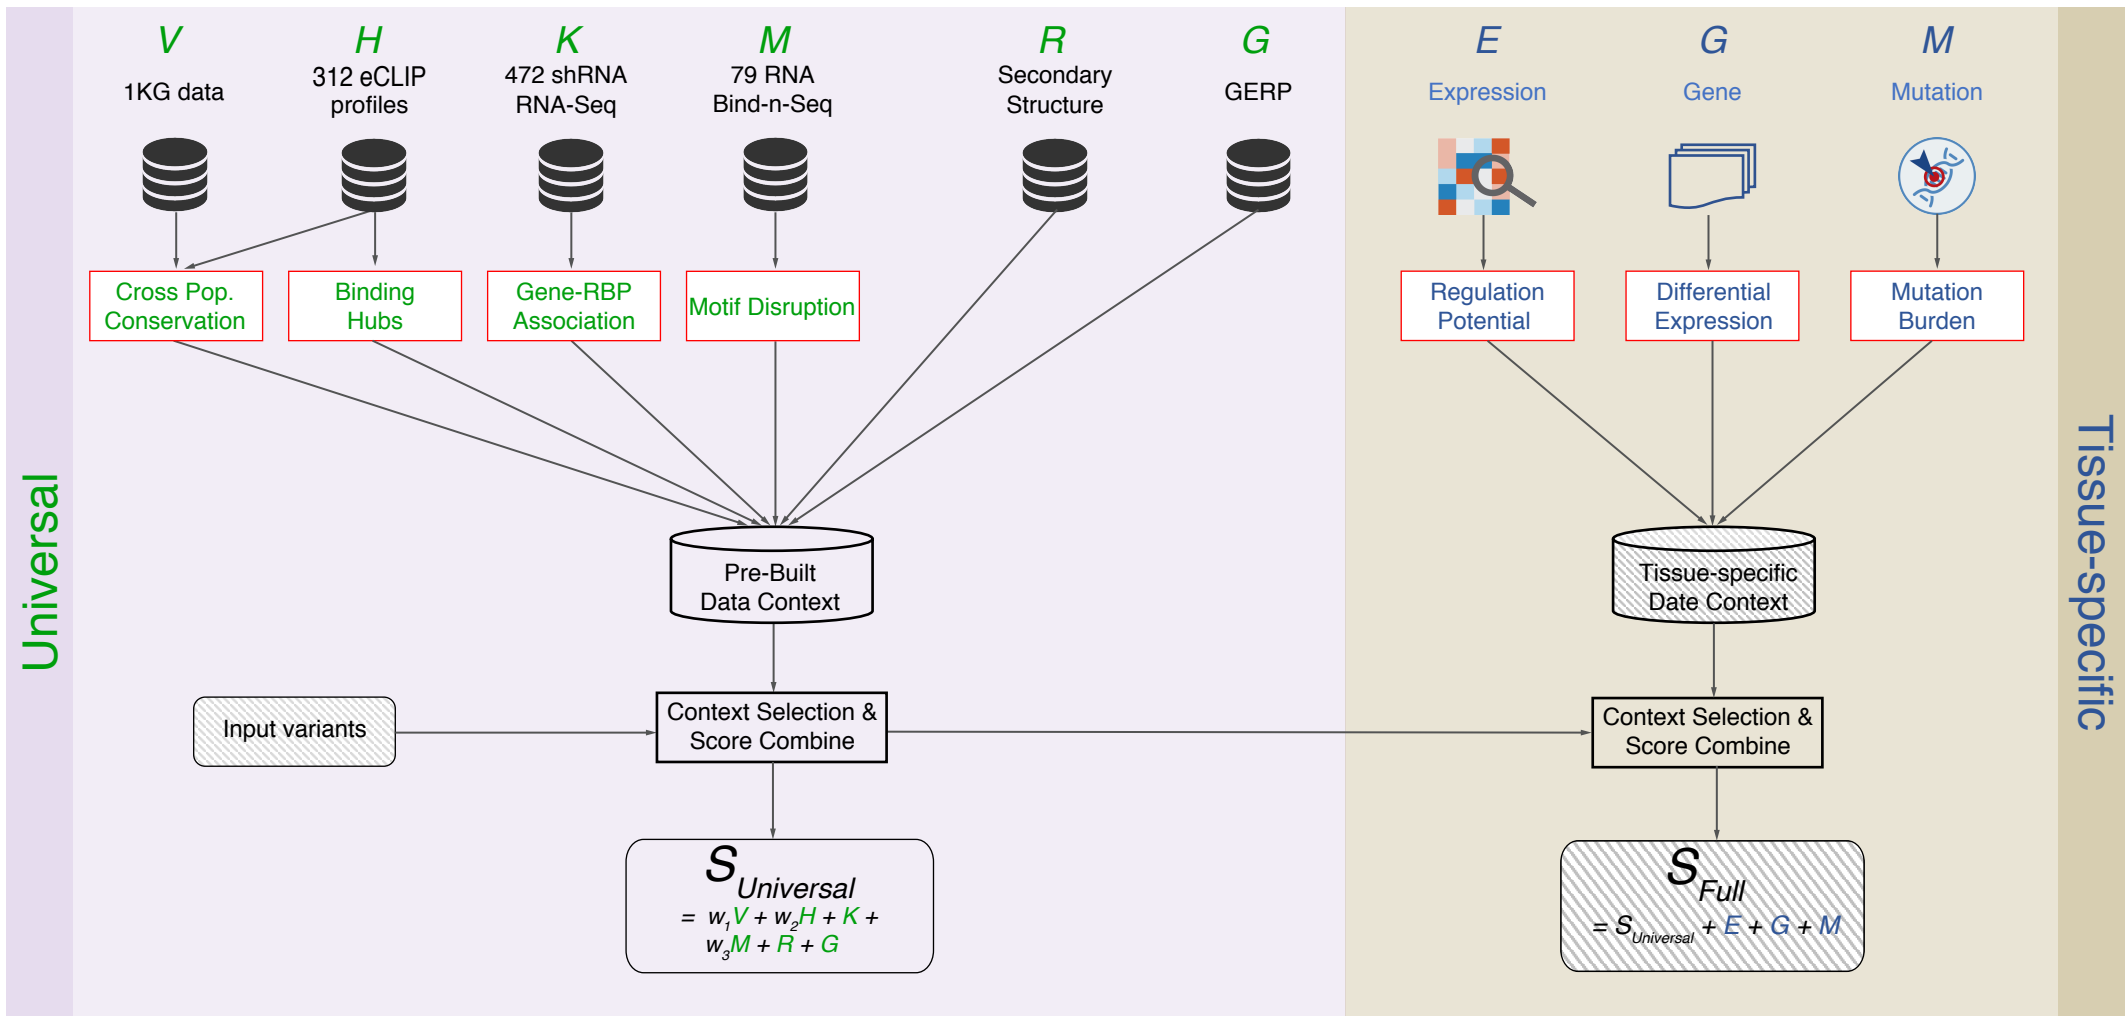 V
H
K
M
R
G
E
G
M
1KG data
312 eCLIP
profiles
472 shRNA
RNA-Seq
79 RNA
Bind-n-Seq
Secondary
Structure
GERP
Expression
Gene
Mutation
Cross Pop.
Conservation
Binding
Hubs
Gene-RBP
Association
Motif Disruption
Regulation
Potential
Differential
Expression
Mutation
Burden
Universal
Tissue-specific
Pre-Built
Data Context
Tissue-specific
Date Context
Input variants
Context Selection &
Score Combine
Context Selection &
Score Combine
S Universal
= w1V + w2H + K +
w3M + R + G
S Full
= S Universal + E + G + M